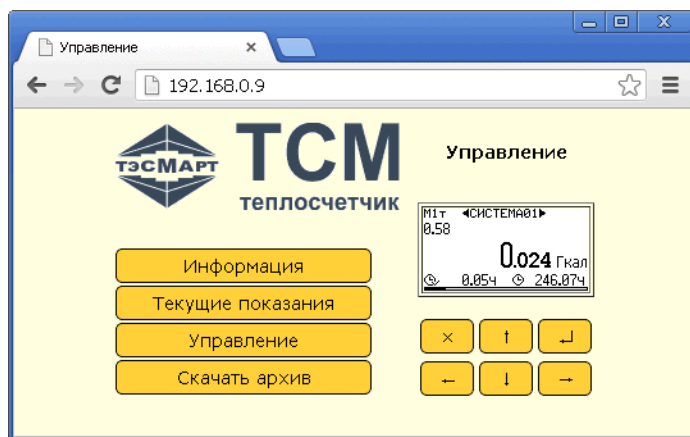 Управление
192.168.0.9
ТЭСМАРТ
ТСМ
теплосчетчик
Управление
М1т ◄СИСТЕМА01►
0.58
0.024 Гкал
0.05ч 246.07ч
Информация
Текущие показания
Управление
Скачать архив
× ↑ ↵
← ↓ →